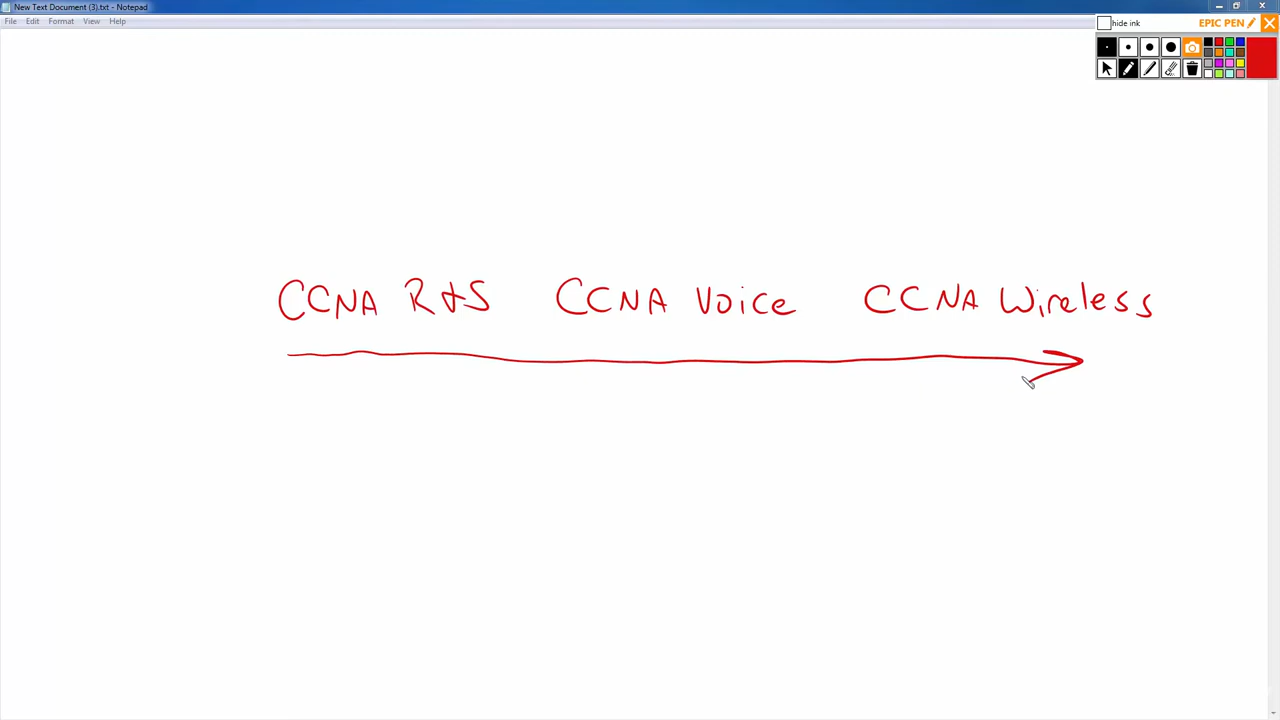 New Text Document (3).txt - Notepad
File Edit Format View Help
hide ink EPIC PEN
CCNA R&S CCNA Voice CCNA Wireless